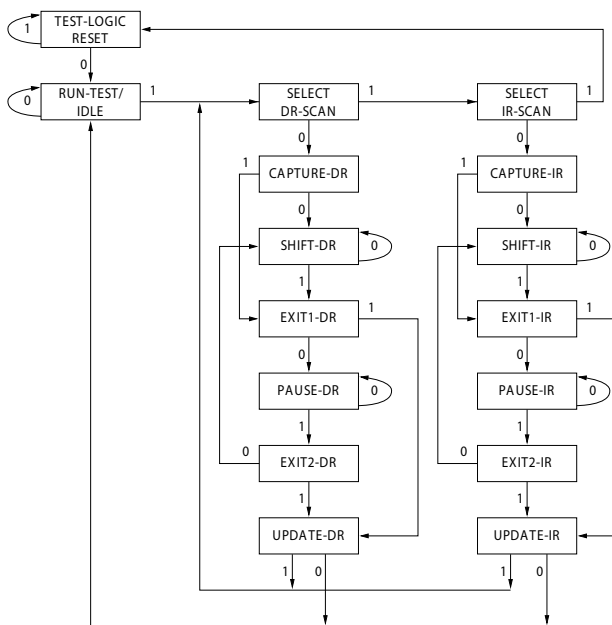 TEST-LOGIC
RESET
1
0
RUN-TEST/
IDLE
0
1
SELECT
DR-SCAN
1
SELECT
IR-SCAN
1
0
0
1
CAPTURE-DR
1
CAPTURE-IR
0
0
SHIFT-DR
0
SHIFT-IR
0
1
1
EXIT1-DR
1
EXIT1-IR
1
0
0
PAUSE-DR
0
PAUSE-IR
0
1
1
0
EXIT2-DR
0
EXIT2-IR
1
1
UPDATE-DR
UPDATE-IR
1
0
1
0